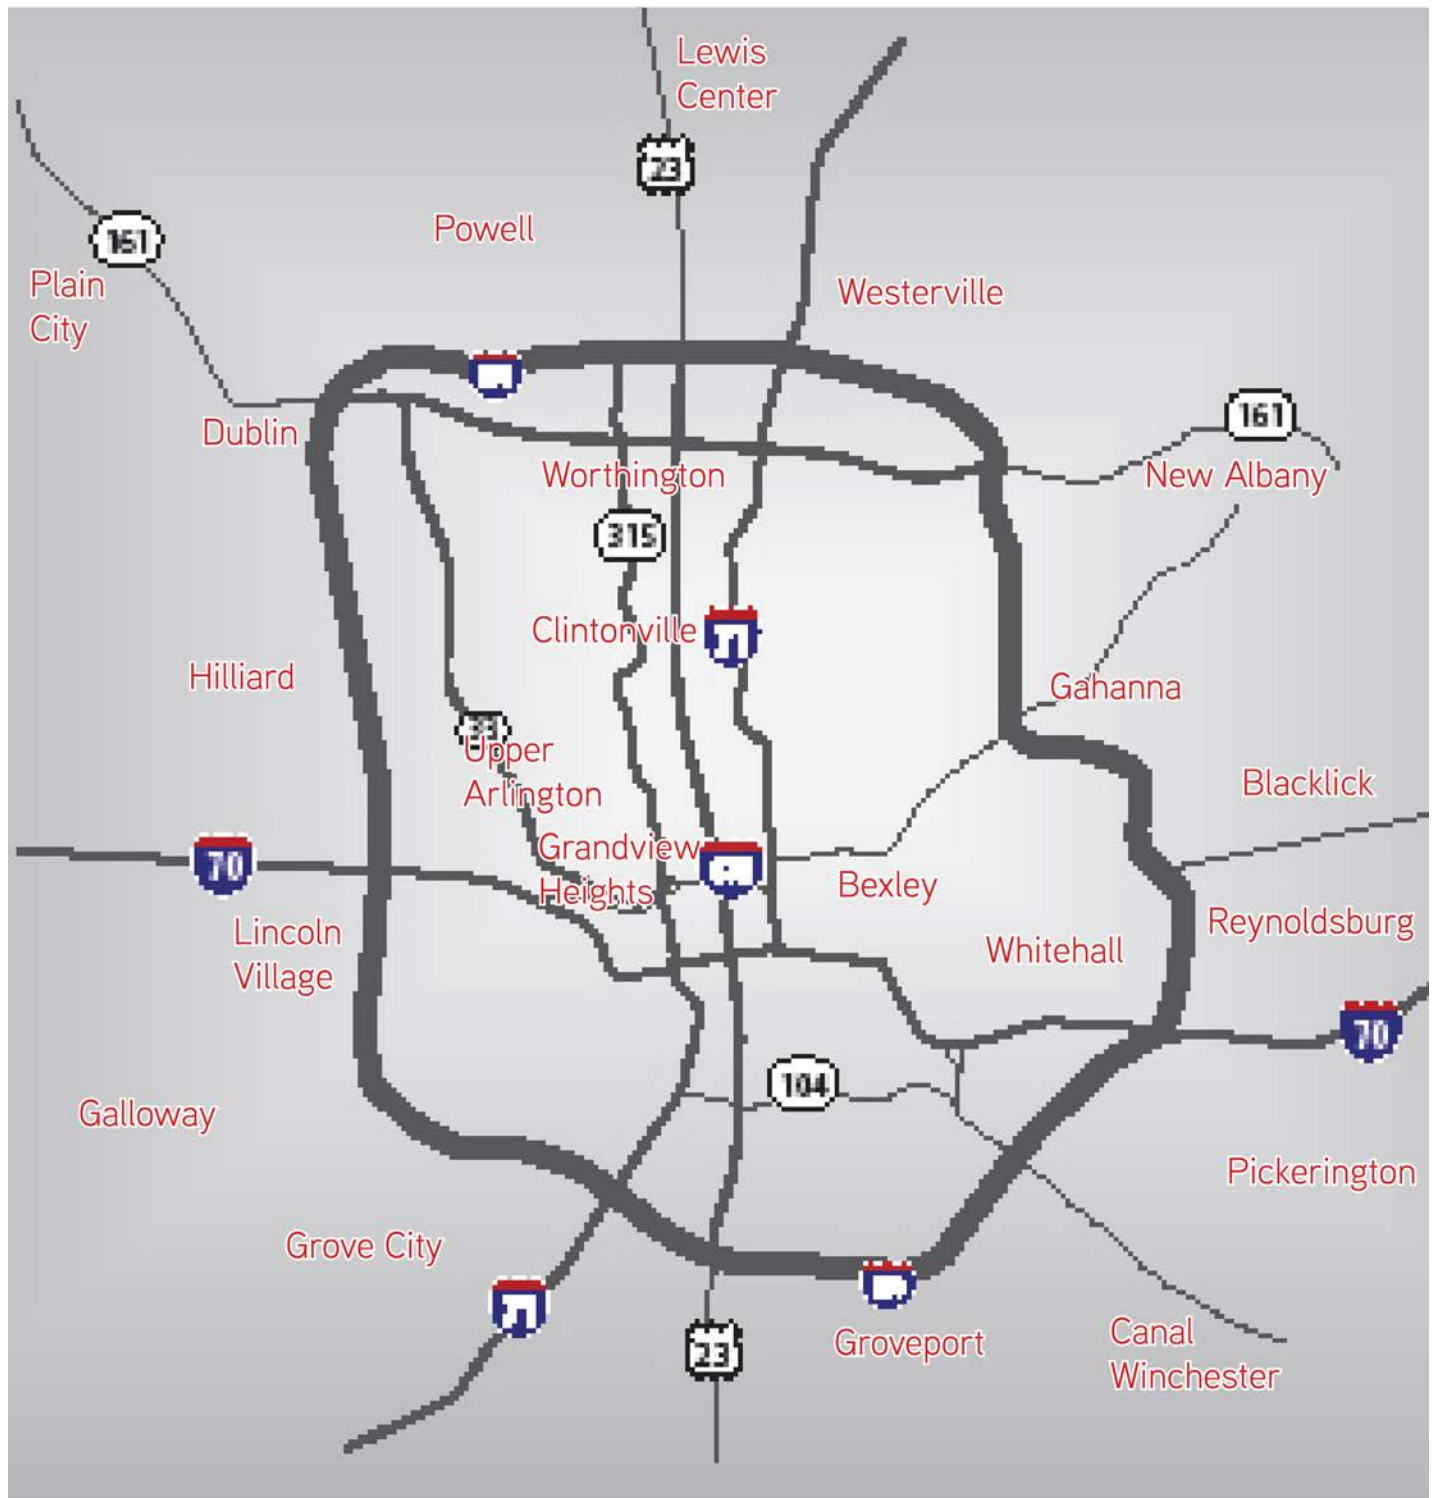 Lewis
Center
23
Powell
161
Plain
City
Westerville
161
Dublin
Worthington
New Albany
315
Clintonville
71
Hilliard
Gahanna
33
Upper
Arlington
Blacklick
Grandview
Heights
70
Bexley
Reynoldsburg
Lincoln
Village
Whitehall
70
104
Galloway
Pickerington
Grove City
71
Groveport
23
Canal
Winchester